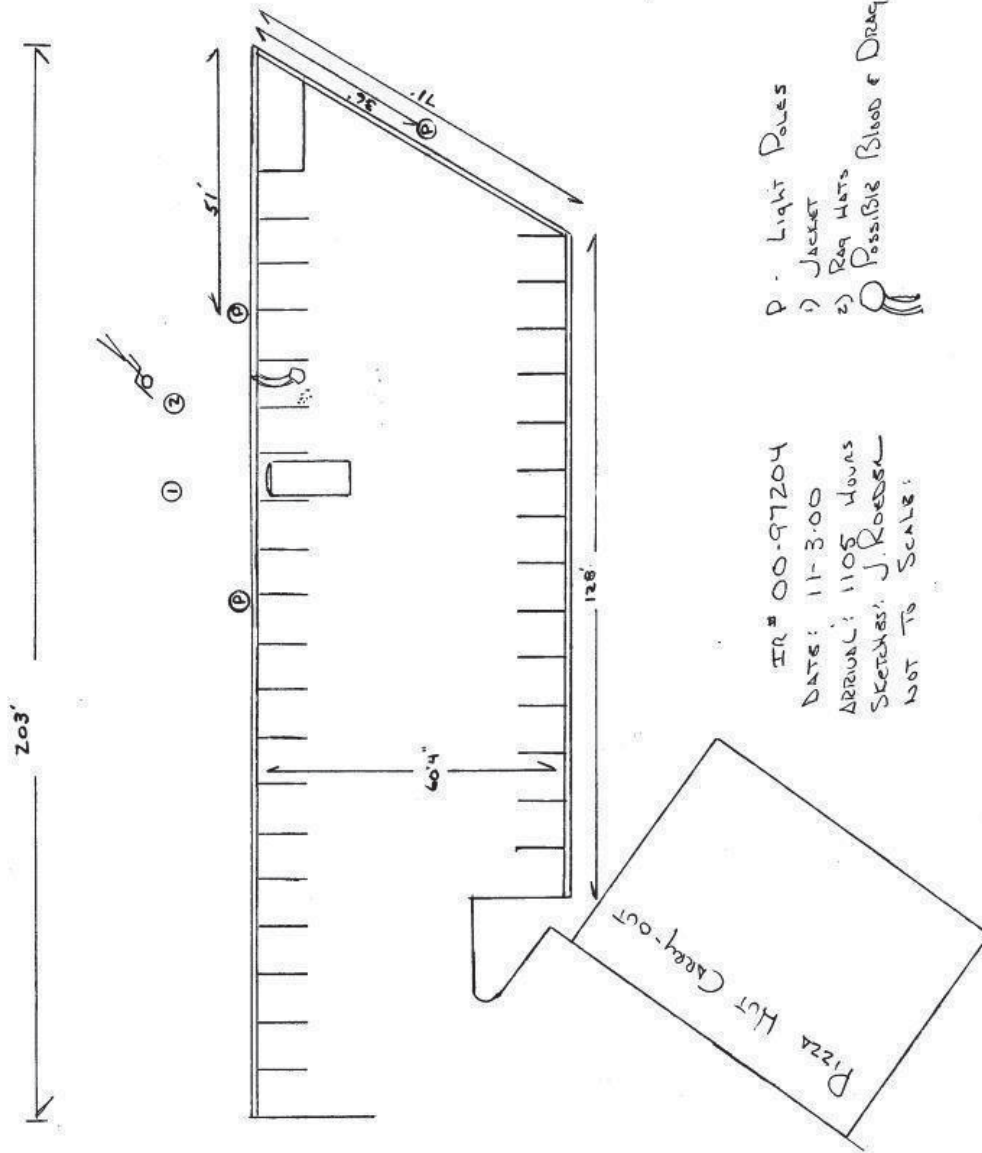 203'
51'
71'
36'
P
P
P
1
2
60'4"
128'
PIZZA HUT CARRY-OUT
IR# 00-97204
DATE: 11-3-00
ARRIVAL: 1105 HOURS
SKETCHES: J. ROEDER
NOT TO SCALE:
P - LIGHT POLES
1) JACKET
2) RAG HATS
POSSIBLE BLOOD & DRAG